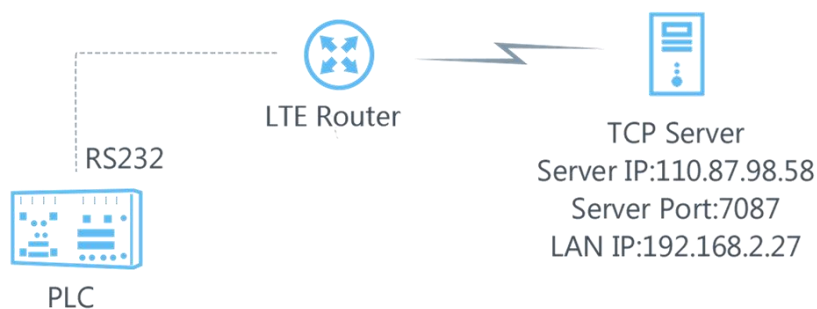 LTE Router
RS232
PLC
TCP Server
Server IP:110.87.98.58
Server Port:7087
LAN IP:192.168.2.27